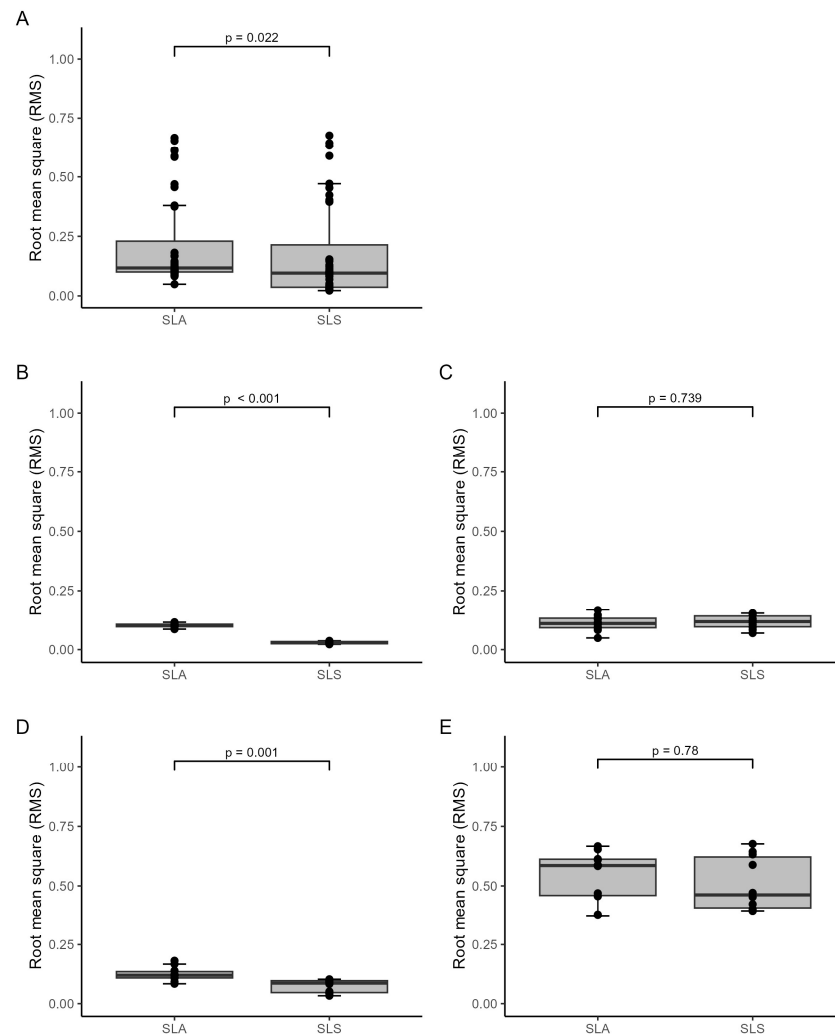 A
p = 0.022
Root mean square (RMS)
1.00
0.75
0.50
0.25
0.00
SLA SLS
B
p < 0.001
Root mean square (RMS)
1.00
0.75
0.50
0.25
0.00
SLA SLS
C
p = 0.739
Root mean square (RMS)
1.00
0.75
0.50
0.25
0.00
SLA SLS
D
p = 0.001
Root mean square (RMS)
1.00
0.75
0.50
0.25
0.00
SLA SLS
E
p = 0.78
Root mean square (RMS)
1.00
0.75
0.50
0.25
0.00
SLA SLS